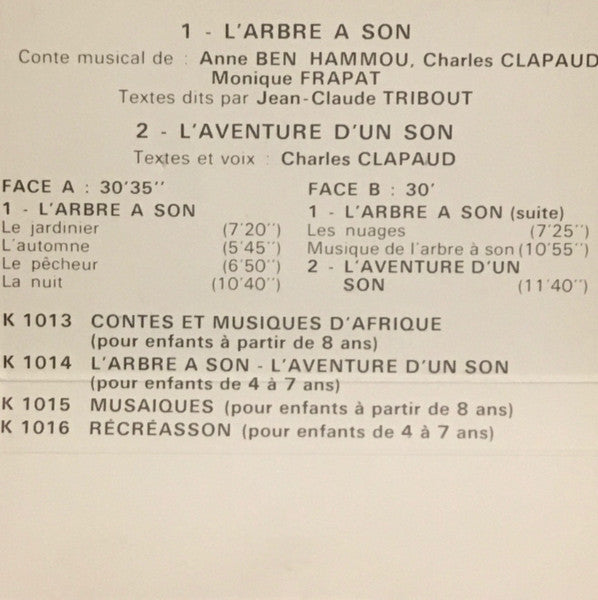 1 - L'ARBRE A SON
Conte musical de : Anne BEN HAMMOU, Charles CLAPAUD
Monique FRAPAT
Textes dits par Jean-Claude TRIBOUT
2 - L'AVENTURE D'UN SON
Textes et voix : Charles CLAPAUD
FACE A : 30'35''
1 - L'ARBRE A SON
Le jardinier (7'20'')
L'automne (5'45'')
Le pêcheur (6'50'')
La nuit (10'40'')
FACE B : 30'
1 - L'ARBRE A SON (suite)
Les nuages (7'25'')
Musique de l'arbre à son (10'55'')
2 - L'AVENTURE D'UN
SON (11'40'')
K 1013 CONTES ET MUSIQUES D'AFRIQUE
(pour enfants à partir de 8 ans)
K 1014 L'ARBRE A SON - L'AVENTURE D'UN SON
(pour enfants de 4 à 7 ans)
K 1015 MUSAIQUES (pour enfants à partir de 8 ans)
K 1016 RÉCRÉASSON (pour enfants de 4 à 7 ans)